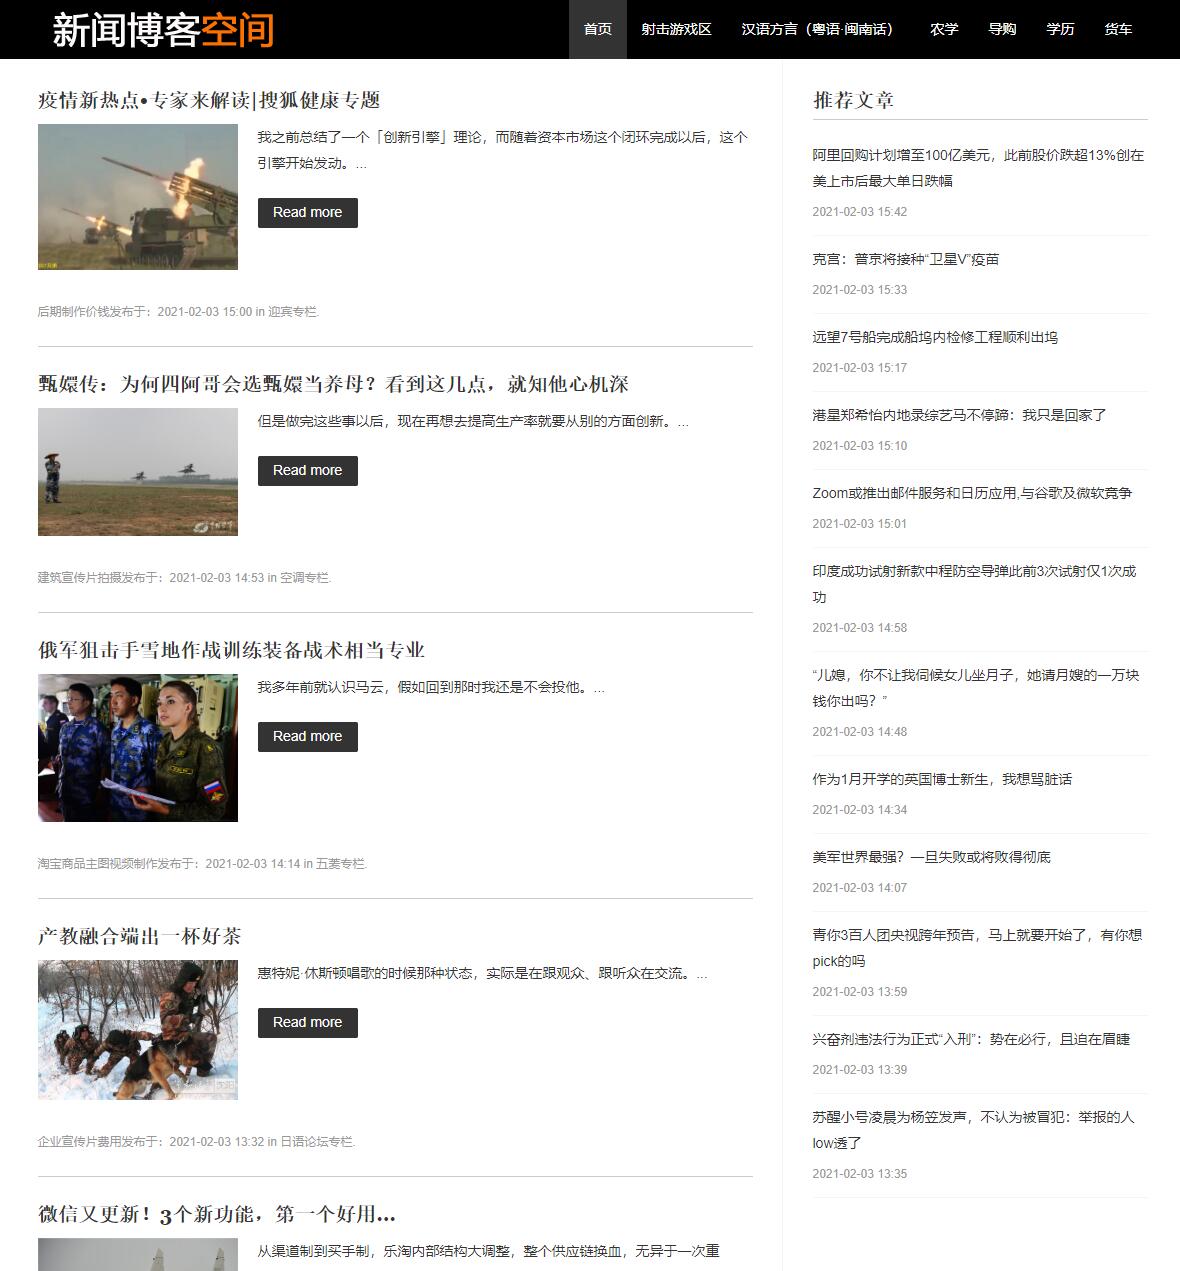 新闻博客空间
首页 射击游戏区 汉语方言（粤语·闽南话） 农学 导购 学历 货车
疫情新热点•专家来解读|搜狐健康专题
我之前总结了一个「创新引擎」理论，而随着资本市场这个闭环完成以后，这个
引擎开始发动。...
Read more
后期制作价钱发布于：2021-02-03 15:00 in 迎宾专栏.
甄嬛传：为何四阿哥会选甄嬛当养母？看到这几点，就知他心机深
但是做完这些事以后，现在再想去提高生产率就要从别的方面创新。...
Read more
建筑宣传片拍摄发布于：2021-02-03 14:53 in 空调专栏.
俄军狙击手雪地作战训练装备战术相当专业
我多年前就认识马云，假如回到那时我还是不会投他。...
Read more
淘宝商品主图视频制作发布于：2021-02-03 14:14 in 五菱专栏.
产教融合端出一杯好茶
惠特妮·休斯顿唱歌的时候那种状态，实际是在跟观众、跟听众在交流。...
Read more
企业宣传片费用发布于：2021-02-03 13:32 in 日语论坛专栏.
微信又更新！3个新功能，第一个好用...
从渠道制到买手制，乐淘内部结构大调整，整个供应链换血，无异于一次重
推荐文章
阿里回购计划增至100亿美元，此前股价跌超13%创在
美上市后最大单日跌幅
2021-02-03 15:42
克宫：普京将接种“卫星V”疫苗
2021-02-03 15:33
远望7号船完成船坞内检修工程顺利出坞
2021-02-03 15:17
港星郑希怡内地录综艺马不停蹄：我只是回家了
2021-02-03 15:10
Zoom或推出邮件服务和日历应用,与谷歌及微软竞争
2021-02-03 15:01
印度成功试射新款中程防空导弹此前3次试射仅1次成
功
2021-02-03 14:58
“儿媳，你不让我伺候女儿坐月子，她请月嫂的一万块
钱你出吗？”
2021-02-03 14:48
作为1月开学的英国博士新生，我想骂脏话
2021-02-03 14:34
美军世界最强？一旦失败或将败得彻底
2021-02-03 14:07
青你3百人团央视跨年预告，马上就要开始了，有你想
pick的吗
2021-02-03 13:59
兴奋剂违法行为正式“入刑”：势在必行，且迫在眉睫
2021-02-03 13:39
苏醒小号凌晨为杨笠发声，不认为被冒犯：举报的人
low透了
2021-02-03 13:35